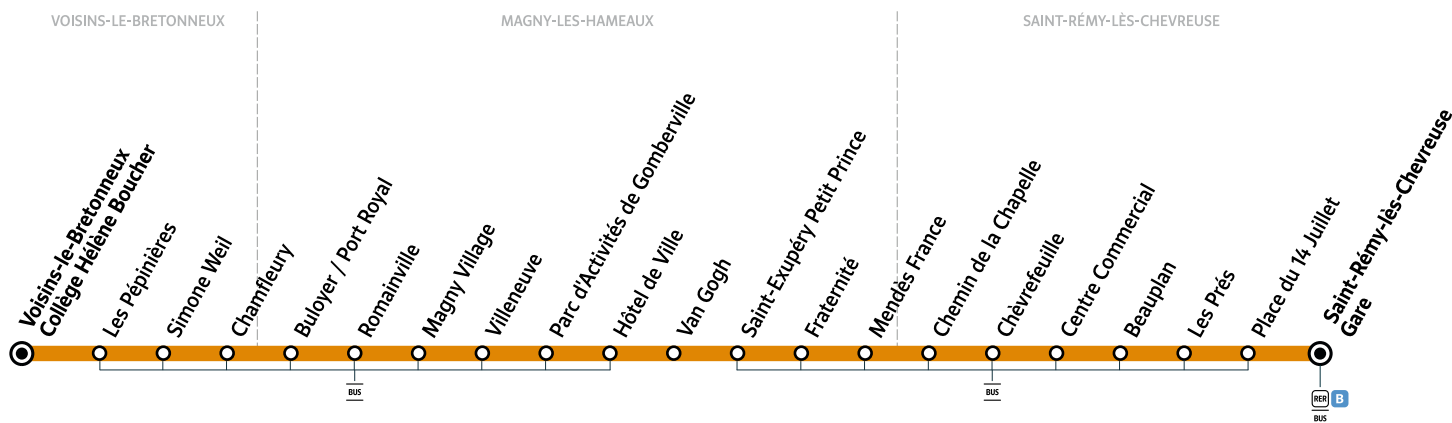 VOISINS-LE-BRETONNEUX
MAGNY-LES-HAMEAUX
SAINT-RÉMY-LÈS-CHEVREUSE
Voisins-le-Bretonneux
Collège Hélène Boucher
Les Pépinières
Simone Weil
Chamfleury
Buloyer / Port Royal
Romainville
Magny Village
Villeneuve
Parc d'Activités de Gomberville
Hôtel de Ville
Van Gogh
Saint-Exupéry Petit Prince
Fraternité
Mendès France
Chemin de la Chapelle
Chèvrefeuille
Centre Commercial
Beauplan
Les Prés
Place du 14 Juillet
Saint-Rémy-lès-Chevreuse
Gare
BUS
BUS
RER B
BUS